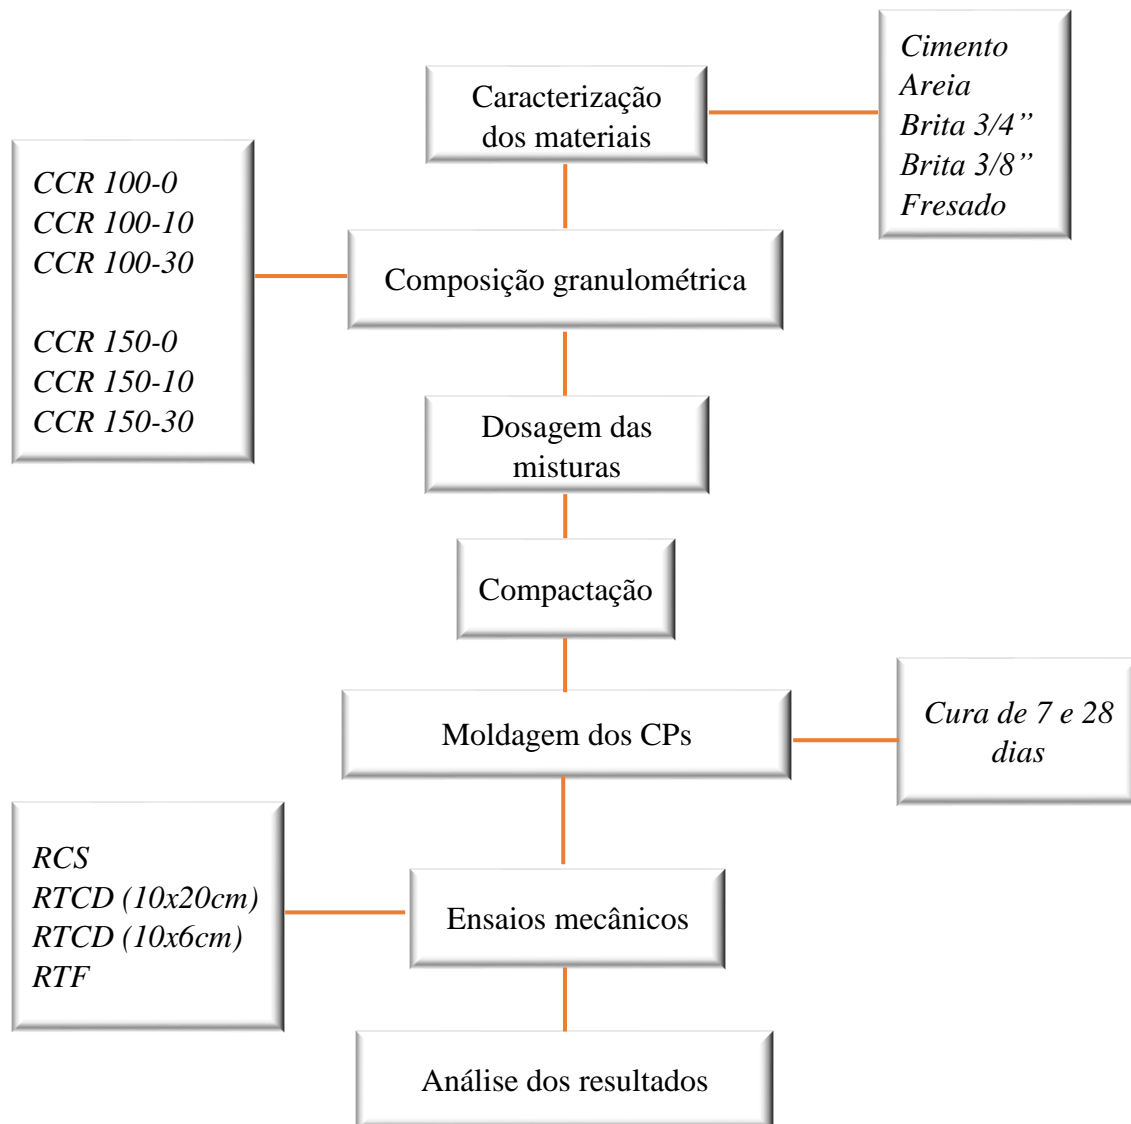 Caracterização
dos materiais
Cimento
Areia
Brita 3/4”
Brita 3/8”
Fresado
CCR 100-0
CCR 100-10
CCR 100-30
CCR 150-0
CCR 150-10
CCR 150-30
Composição granulométrica
Dosagem das
misturas
Compactação
Moldagem dos CPs
Cura de 7 e 28
dias
RCS
RTCD (10x20cm)
RTCD (10x6cm)
RTF
Ensaios mecânicos
Análise dos resultados